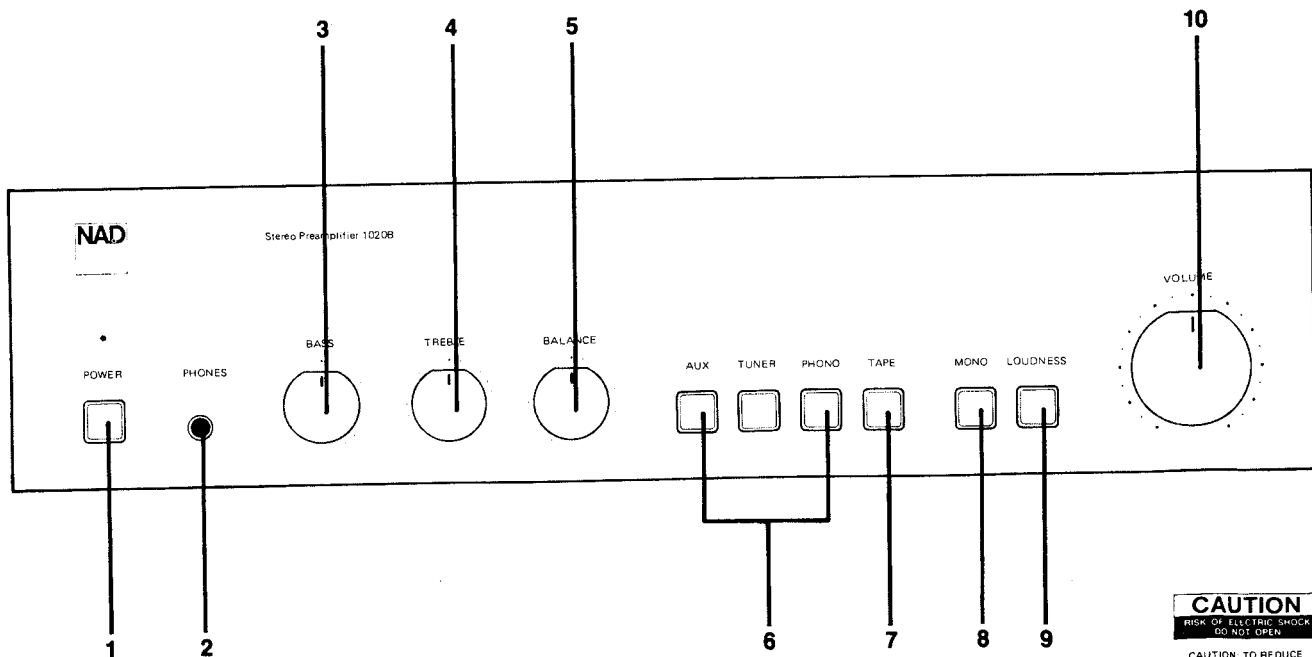 3 4 5 10
NAD
Stereo Preamplifier 1020B
VOLUME
BASS TREBLE BALANCE
POWER PHONES AUX TUNER PHONO TAPE MONO LOUDNESS
1 2 6 7 8 9
CAUTION
RISK OF ELECTRIC SHOCK
DO NOT OPEN
CAUTION: TO REDUCE